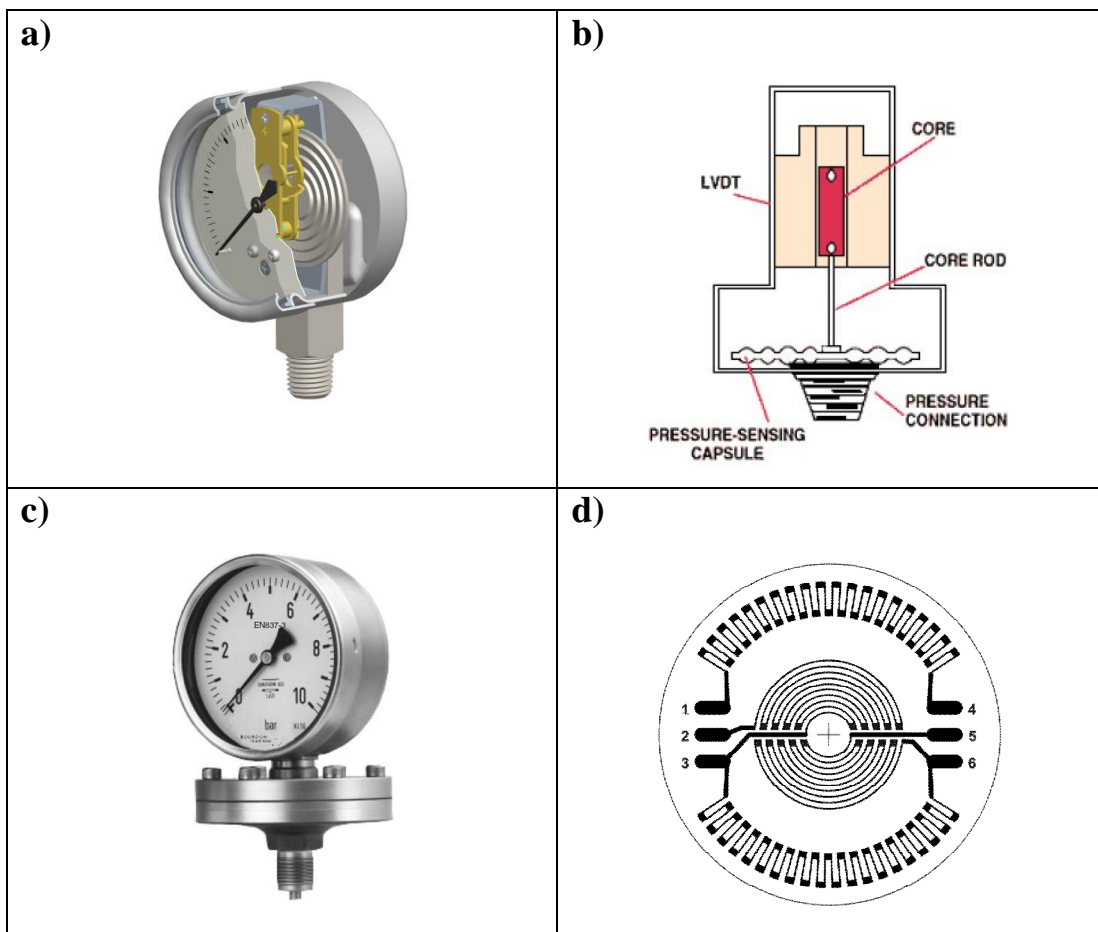 a)
b)
CORE
LVDT
CORE ROD
PRESSURE
CONNECTION
PRESSURE-SENSING
CAPSULE
c)
4 6
EN837-3
2 8
0 10
bar
d)
1 4
2 5
3 6